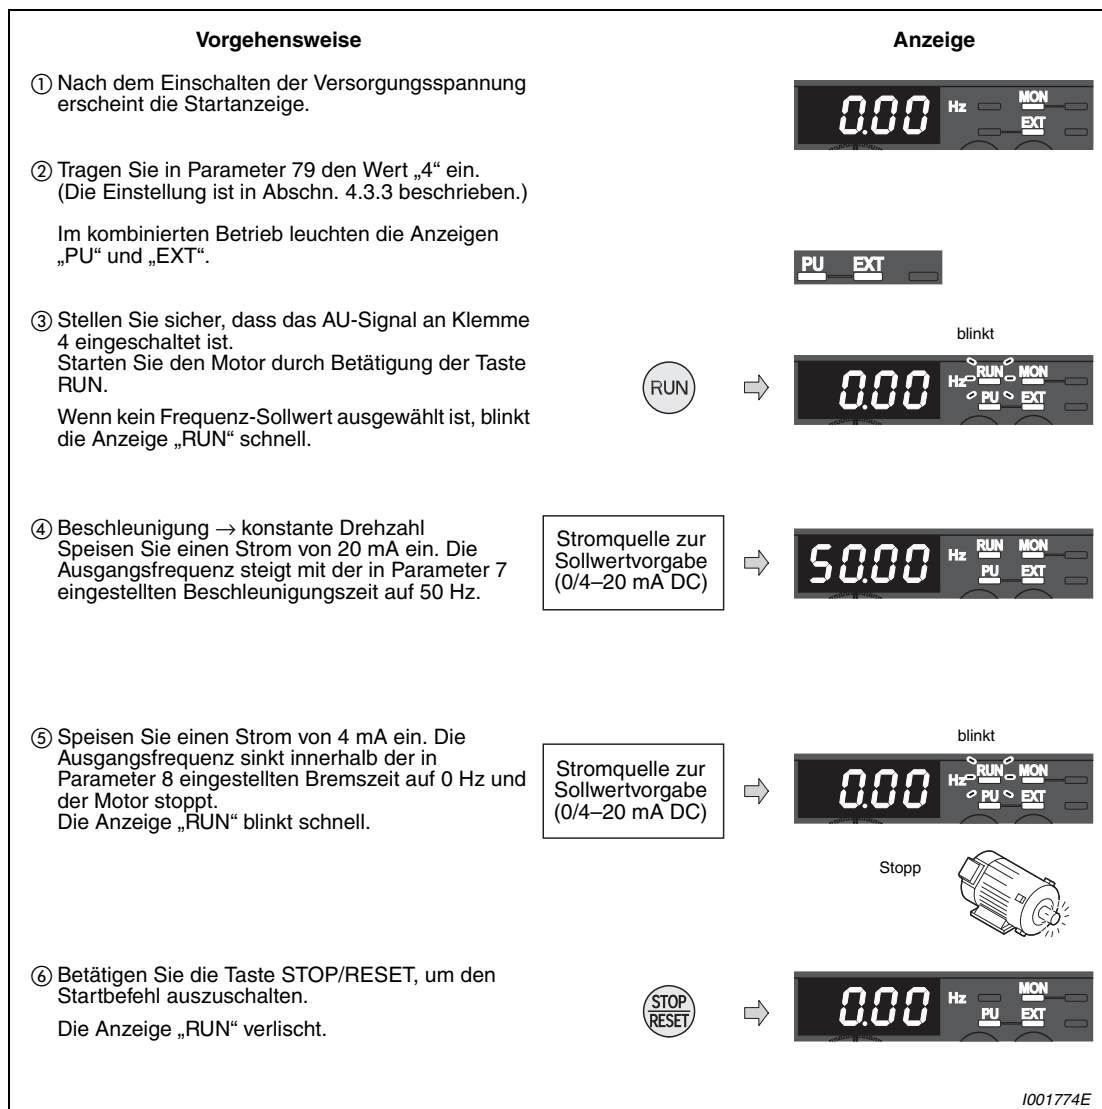 Vorgehensweise
Anzeige
① Nach dem Einschalten der Versorgungsspannung
erscheint die Startanzeige.
0.00 Hz MON
EXT
② Tragen Sie in Parameter 79 den Wert „4“ ein.
(Die Einstellung ist in Abschn. 4.3.3 beschrieben.)
Im kombinierten Betrieb leuchten die Anzeigen
„PU“ und „EXT“.
PU EXT
③ Stellen Sie sicher, dass das AU-Signal an Klemme
4 eingeschaltet ist.
Starten Sie den Motor durch Betätigung der Taste
RUN.
Wenn kein Frequenz-Sollwert ausgewählt ist, blinkt
die Anzeige „RUN“ schnell.
RUN
blinkt
0.00 Hz RUN MON
PU EXT
④ Beschleunigung → konstante Drehzahl
Speisen Sie einen Strom von 20 mA ein. Die
Ausgangsfrequenz steigt mit der in Parameter 7
eingestellten Beschleunigungszeit auf 50 Hz.
Stromquelle zur
Sollwertvorgabe
(0/4–20 mA DC)
50.00 Hz RUN MON
PU EXT
⑤ Speisen Sie einen Strom von 4 mA ein. Die
Ausgangsfrequenz sinkt innerhalb der in
Parameter 8 eingestellten Bremszeit auf 0 Hz und
der Motor stoppt.
Die Anzeige „RUN“ blinkt schnell.
Stromquelle zur
Sollwertvorgabe
(0/4–20 mA DC)
blinkt
0.00 Hz RUN MON
PU EXT
Stopp
⑥ Betätigen Sie die Taste STOP/RESET, um den
Startbefehl auszuschalten.
Die Anzeige „RUN“ verlischt.
STOP
RESET
0.00 Hz MON
PU EXT
I001774E